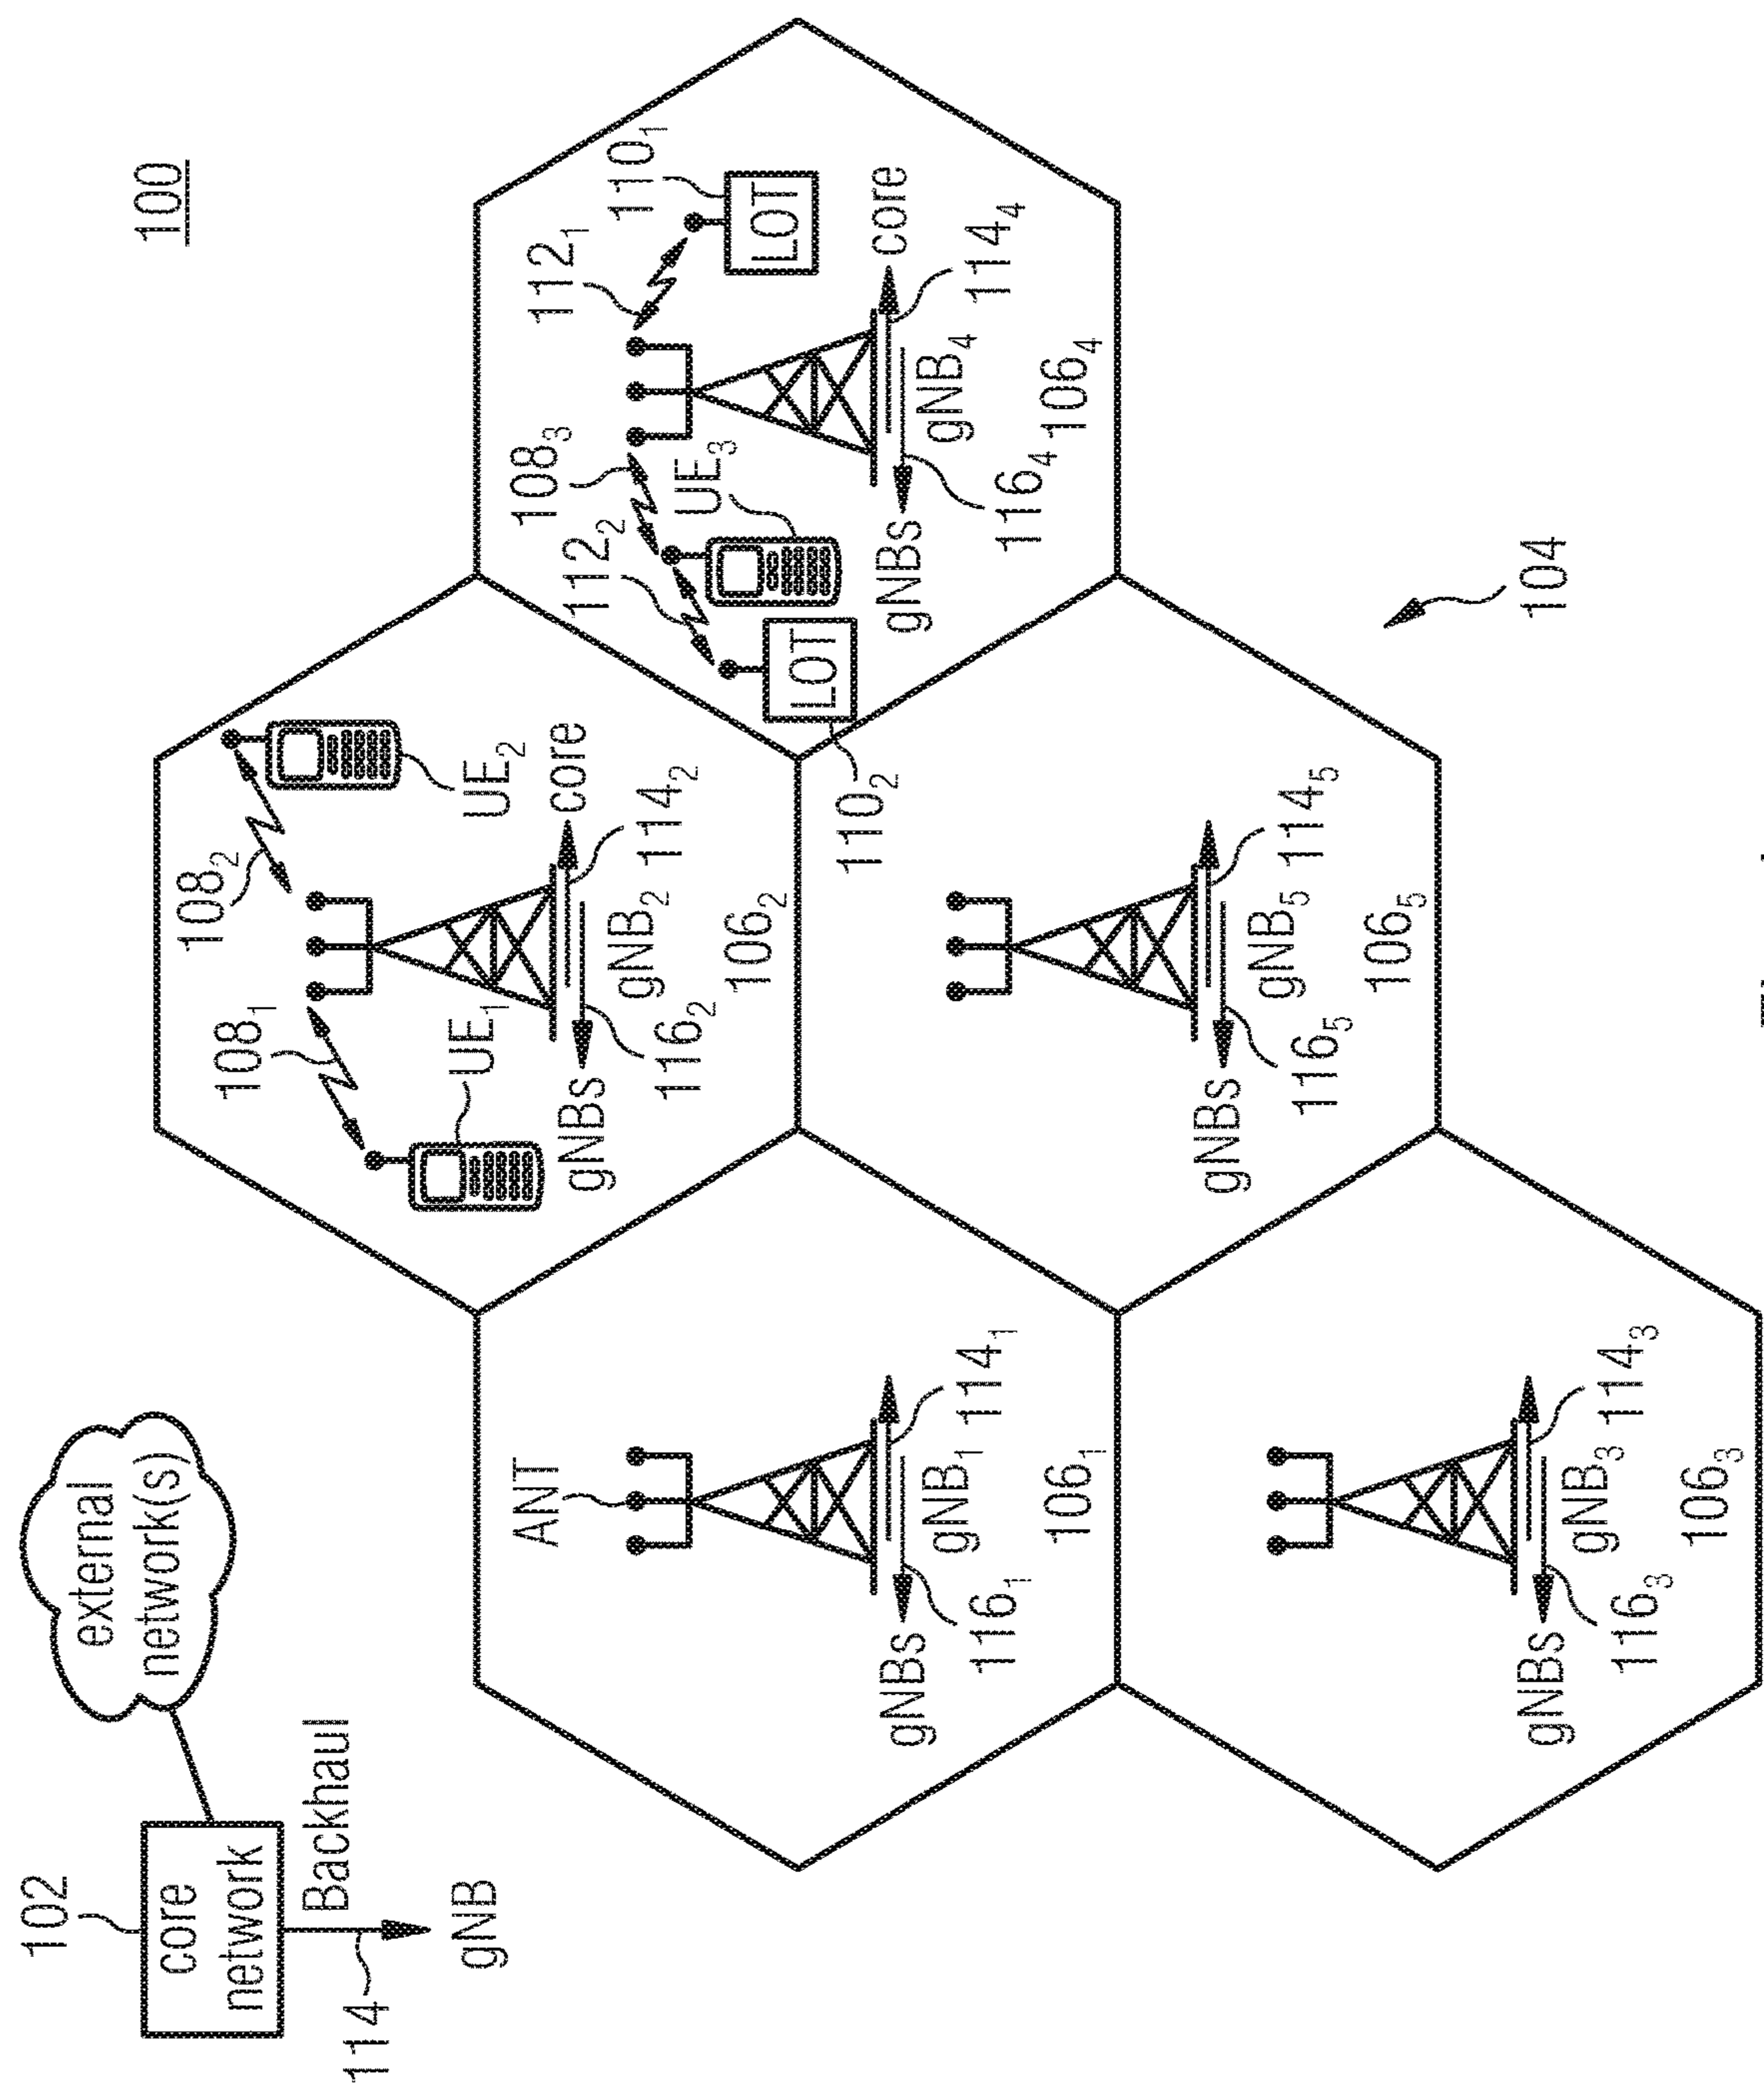 102
external
network(s)
100
core
network
Backhaul
114
gNB
108₁
108₂
UE₁
UE₂
core
gNBs
114₂
gNB₂
116₂
106₂
ANT
108₃
112₁
112₂
110₁
UE₃
LOT
LOT
110₂
core
gNBs
gNB₄
114₄
116₄
106₄
gNBs
gNB₁
114₁
116₁
106₁
gNBs
gNB₅
114₅
116₅
106₅
104
gNBs
gNB₃
114₃
116₃
106₃